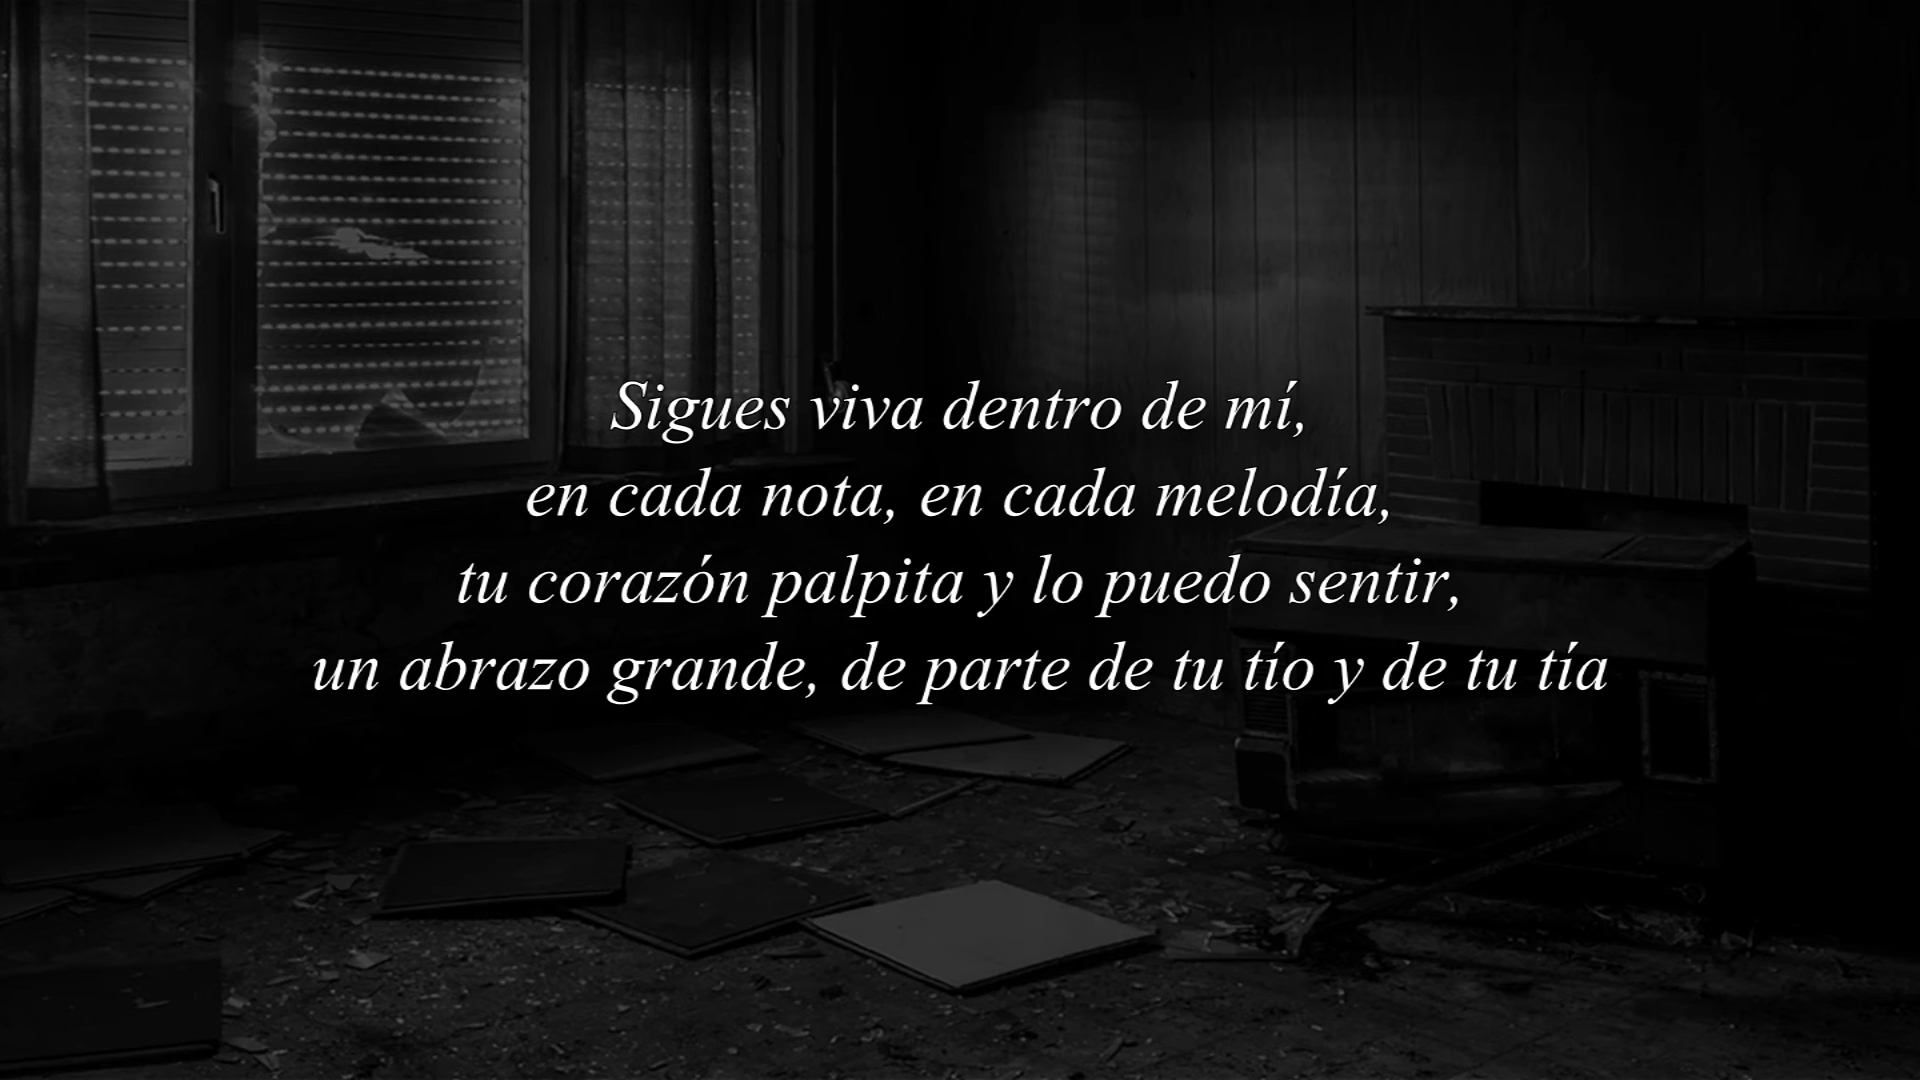 Sigues viva dentro de mí,
en cada nota, en cada melodía,
tu corazón palpita y lo puedo sentir,
un abrazo grande, de parte de tu tío y de tu tía